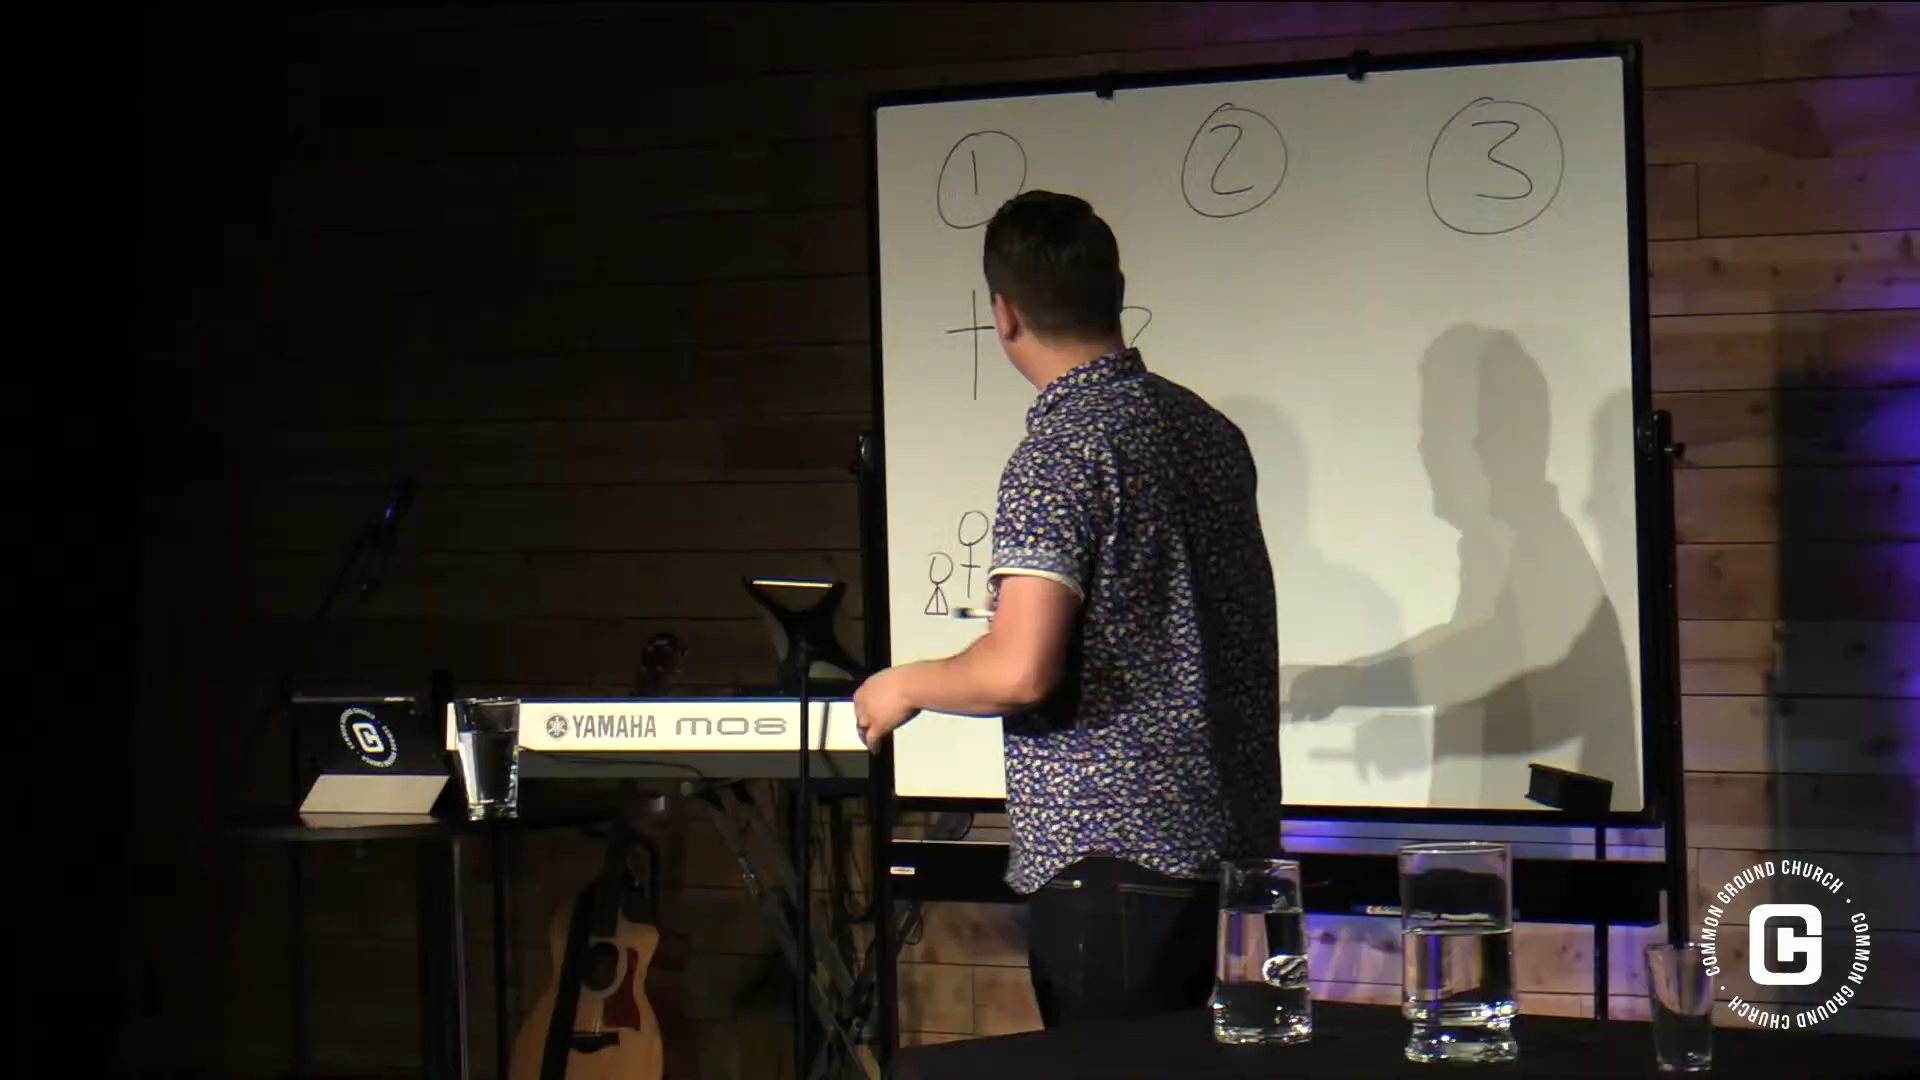 1 2 3
?
YAMAHA MO8
C
COMMON GROUND CHURCH • COMMON GROUND CHURCH •